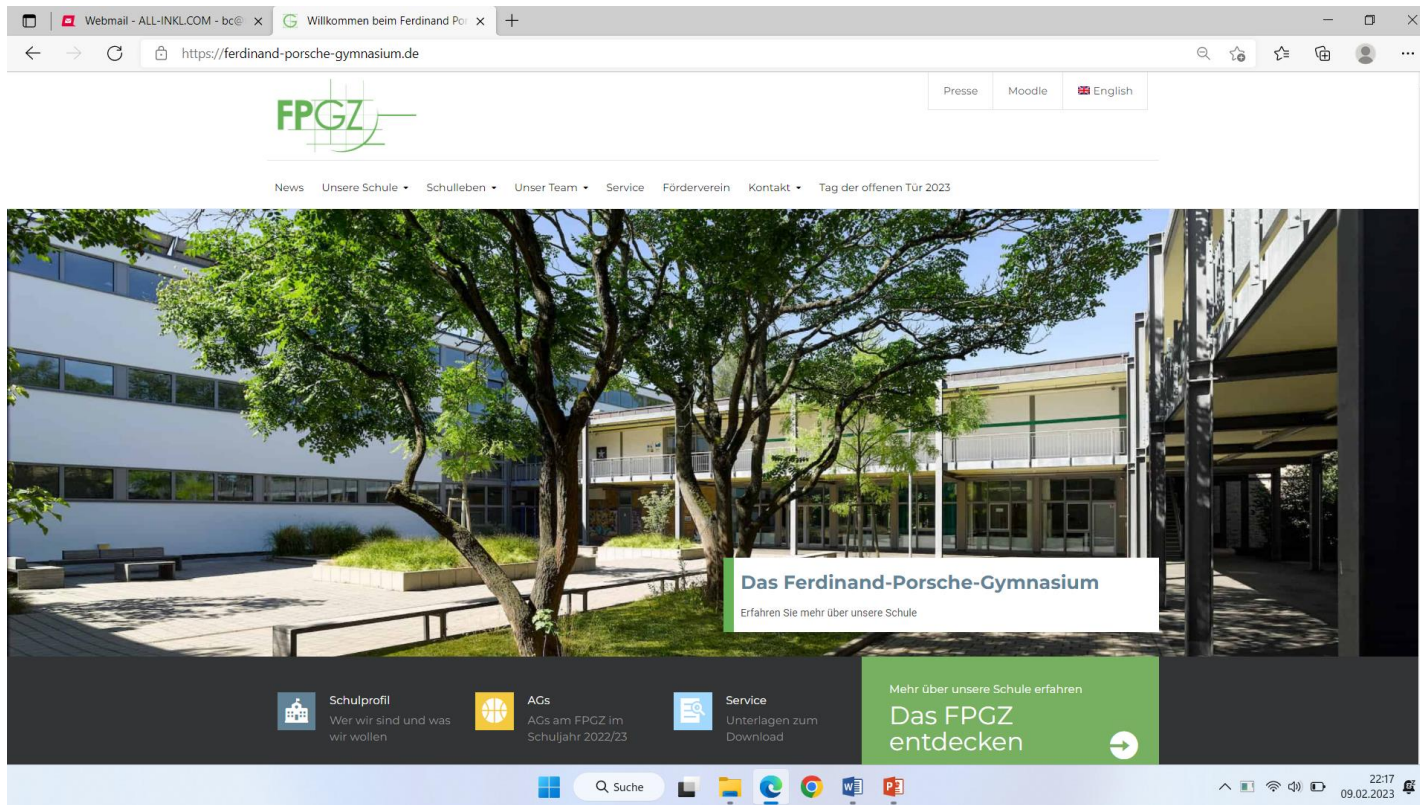 Webmail - ALL-INKL.COM - bc@
Willkommen beim Ferdinand Por
https://ferdinand-porsche-gymnasium.de
Presse Moodle English
FPGZ
News Unsere Schule Schulleben Unser Team Service Förderverein Kontakt Tag der offenen Tür 2023
Das Ferdinand-Porsche-Gymnasium
Erfahren Sie mehr über unsere Schule
Schulprofil
Wer wir sind und was
wir wollen
AGs
AGs am FPGZ im
Schuljahr 2022/23
Service
Unterlagen zum
Download
Mehr über unsere Schule erfahren
Das FPGZ
entdecken
Suche
22:17
09.02.2023